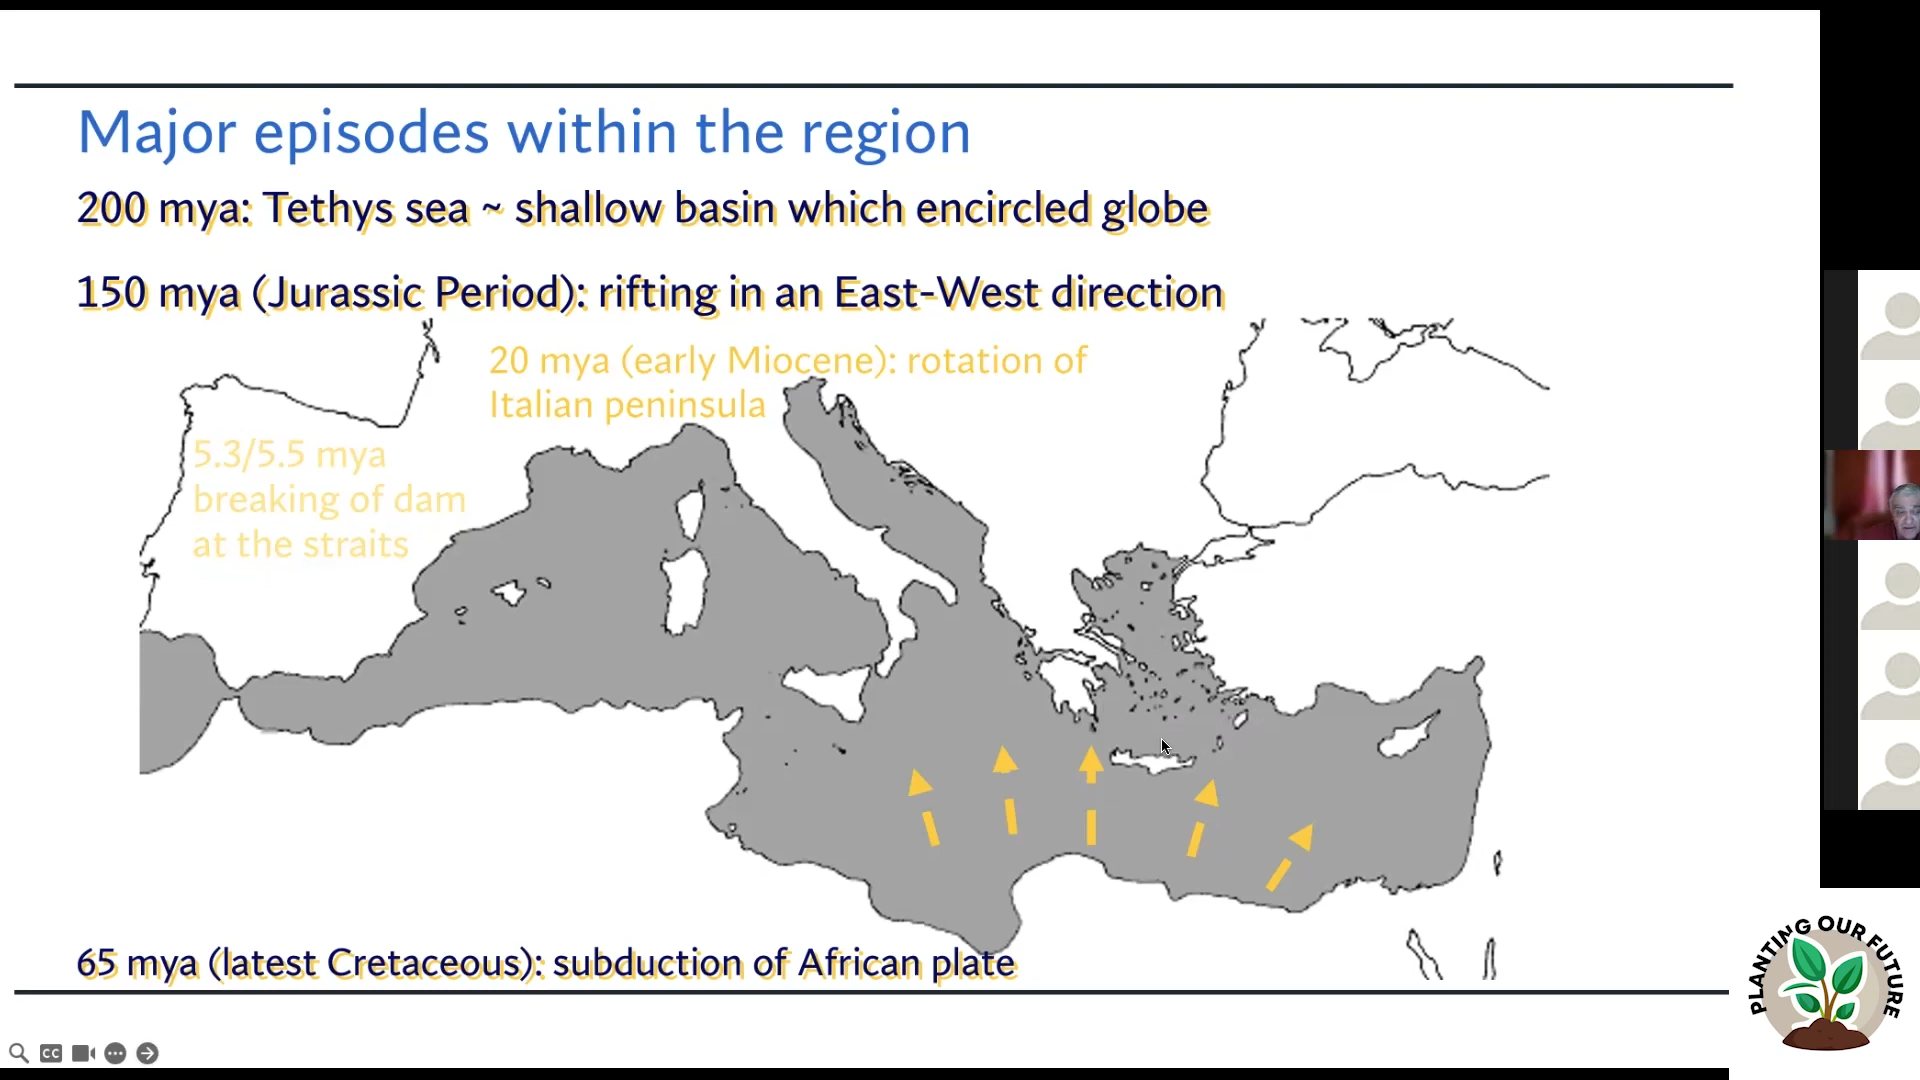 Major episodes within the region
200 mya: Tethys sea ~ shallow basin which encircled globe
150 mya (Jurassic Period): rifting in an East-West direction
20 mya (early Miocene): rotation of
Italian peninsula
5.3/5.5 mya
breaking of dam
at the straits
65 mya (latest Cretaceous): subduction of African plate
CC
PLANTING OUR FUTURE